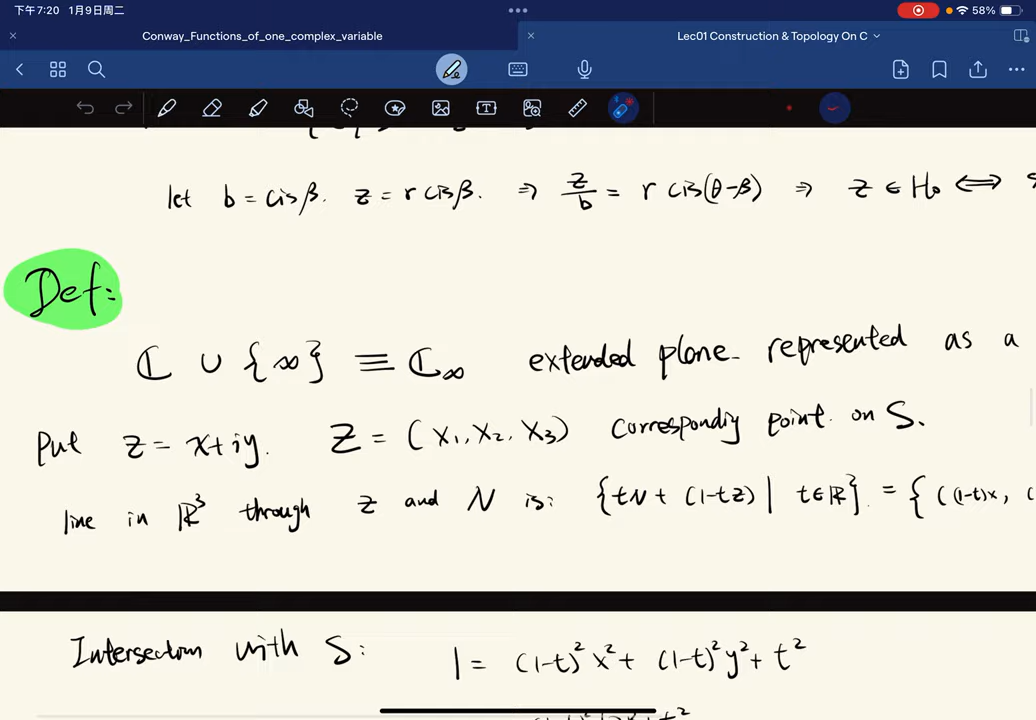 下午7:20 1月9日周二
58%
Conway_Functions_of_one_complex_variable
Lec01 Construction & Topology On C
let b = cisβ. z = r cisβ. ⇒ z/b = r cis(θ-β) ⇒ z ∈ H₀ ⟺
Def:
ℂ ∪ {∞} ≡ ℂ∞ extended plane represented as a
Put z = x+iy. Z = (x₁, x₂, x₃) correspondig point on S.
line in ℝ³ through z and N is: {tN + (1-tz) | t∈ℝ}. = { ((1-t)x, (
Intersection with S: 1 = (1-t)²x² + (1-t)²y² + t²